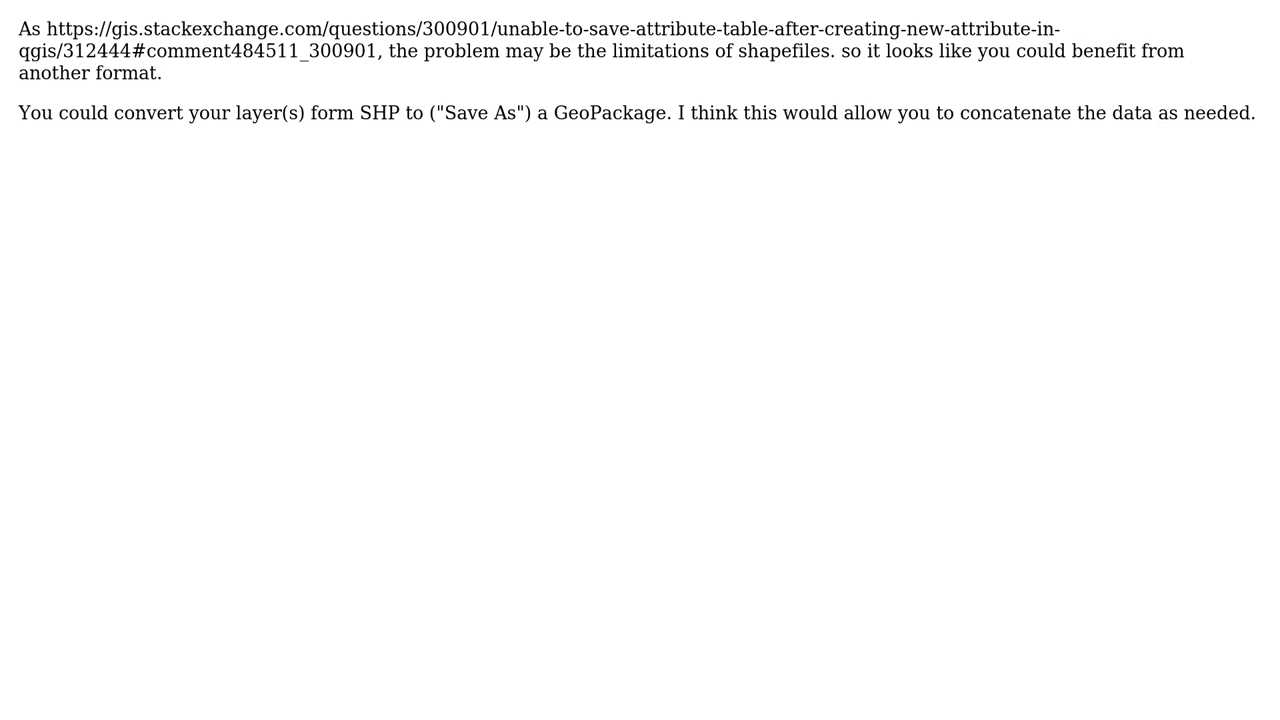 As https://gis.stackexchange.com/questions/300901/unable-to-save-attribute-table-after-creating-new-attribute-in-
qgis/312444#comment484511_300901, the problem may be the limitations of shapefiles. so it looks like you could benefit from
another format.
You could convert your layer(s) form SHP to ("Save As") a GeoPackage. I think this would allow you to concatenate the data as needed.